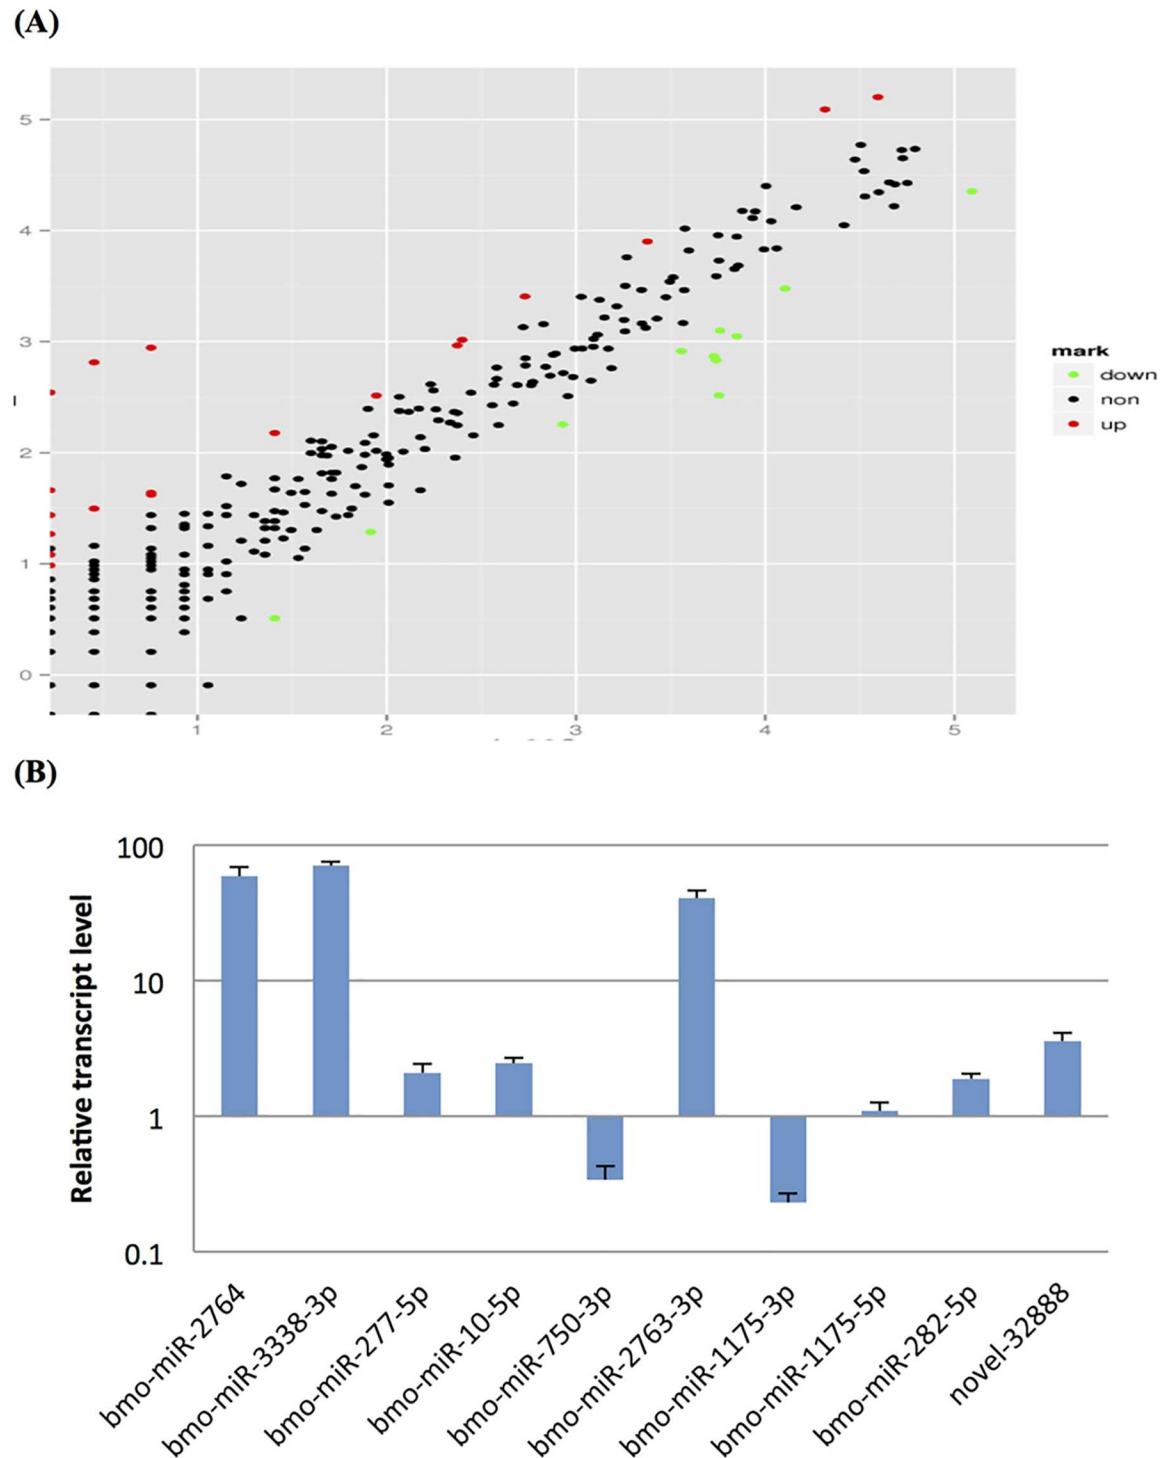 (A)
5
4
3
2
1
0
1 2 3 4 5
mark
down
non
up
(B)
Relative transcript level
100
10
1
0.1
bmo-miR-2764
bmo-miR-3338-3p
bmo-miR-277-5p
bmo-miR-10-5p
bmo-miR-750-3p
bmo-miR-2763-3p
bmo-miR-1175-3p
bmo-miR-1175-5p
bmo-miR-282-5p
novel-32888